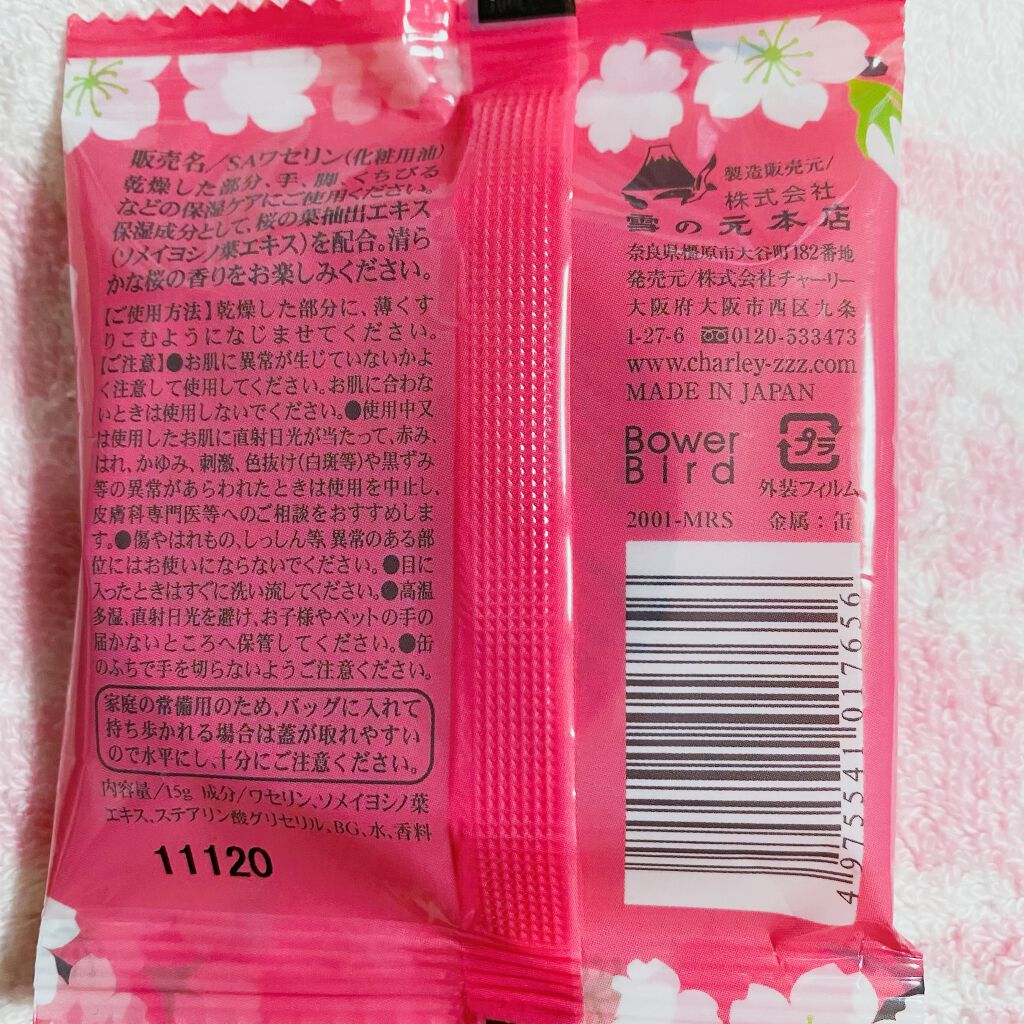 販売名/SAワセリン(化粧用油)
乾燥した部分、手、脚、くちびる
などの保湿ケアにご使用ください。
保湿成分として、桜の葉抽出エキス
(ソメイヨシノ葉エキス)を配合。清ら
かな桜の香りをお楽しみください。
【ご使用方法】乾燥した部分に、薄くす
りこむようになじませてください。
【ご注意】●お肌に異常が生じていないかよ
く注意して使用してください。お肌に合わな
いときは使用しないでください。●使用中又
は使用したお肌に直射日光が当たって、赤み、
はれ、かゆみ、刺激、色抜け(白斑等)や黒ずみ
等の異常があらわれたときは使用を中止し、
皮膚科専門医等へのご相談をおすすめしま
す。●傷やはれもの、しっしん等、異常のある部
位にはお使いにならないでください。●目に
入ったときはすぐに洗い流してください。●高温
多湿、直射日光を避け、お子様やペットの手の
届かないところへ保管してください。●缶
のふちで手を切らないようご注意ください。
家庭の常備用のため、バッグに入れて
持ち歩かれる場合は蓋が取れやすい
ので水平にし、十分にご注意ください。
内容量/15g 成分/ワセリン、ソメイヨシノ葉
エキス、ステアリン酸グリセリル、BG、水、香料
11120
製造販売元/
株式会社
雪の元本店
奈良県橿原市大谷町182番地
発売元/株式会社チャーリー
大阪府大阪市西区九条
1-27-6 0120-533473
www.charley-zzz.com
MADE IN JAPAN
Bower
Bird
プラ
外装フィルム
2001-MRS 金属:缶
4975541017656